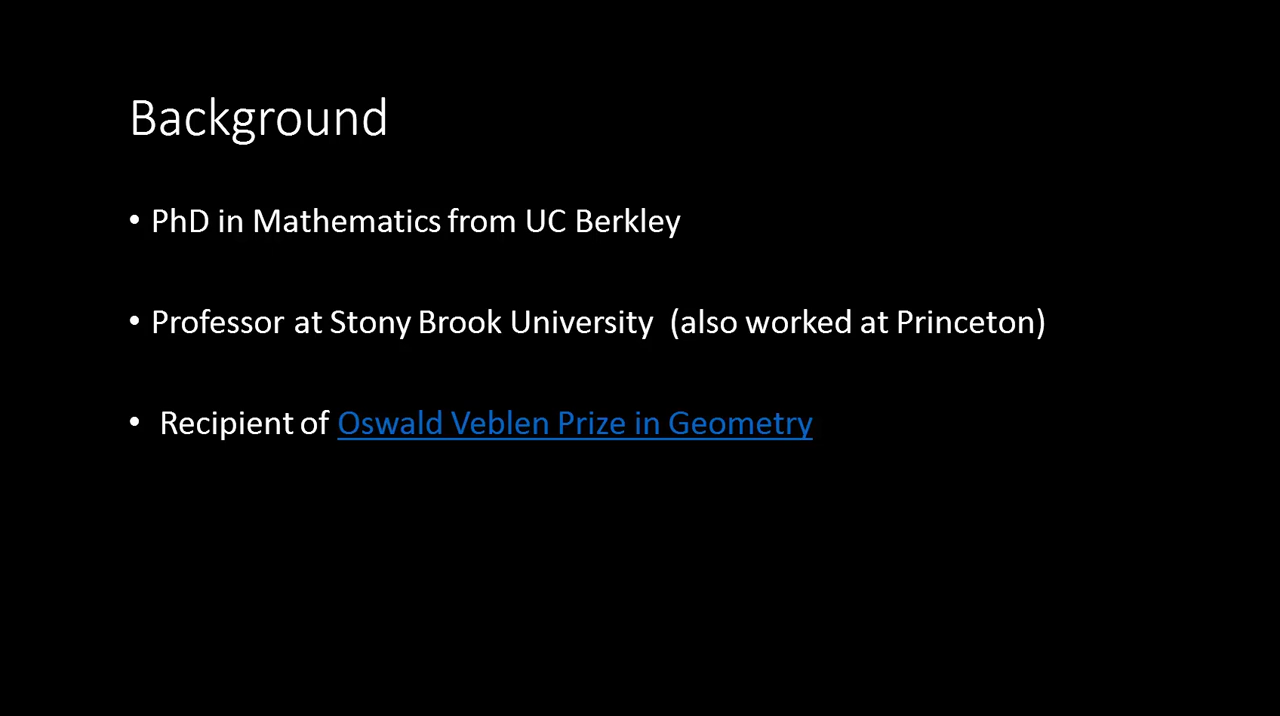 Background
• PhD in Mathematics from UC Berkley
• Professor at Stony Brook University (also worked at Princeton)
• Recipient of Oswald Veblen Prize in Geometry